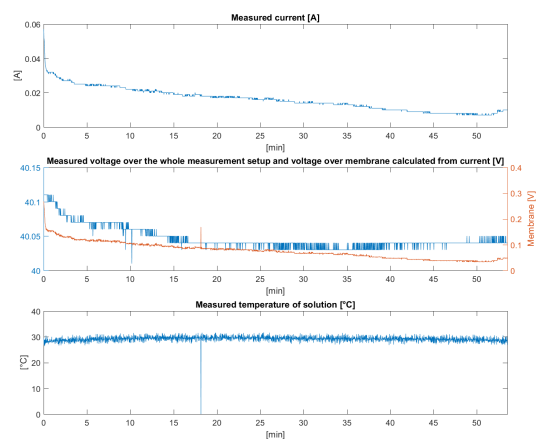 Measured current [A]
0.06
0.04
0.02
0
[A]
0 5 10 15 20 25 30 35 40 45 50
[min]
Measured voltage over the whole measurement setup and voltage over membrane calculated from current [V]
40.15 0.4
40.1 0.3
0.2
40.05 0.1
40 0
Membrane [V]
0 5 10 15 20 25 30 35 40 45 50
[min]
Measured temperature of solution [°C]
40
30
20
10
0
[°C]
0 5 10 15 20 25 30 35 40 45 50
[min]